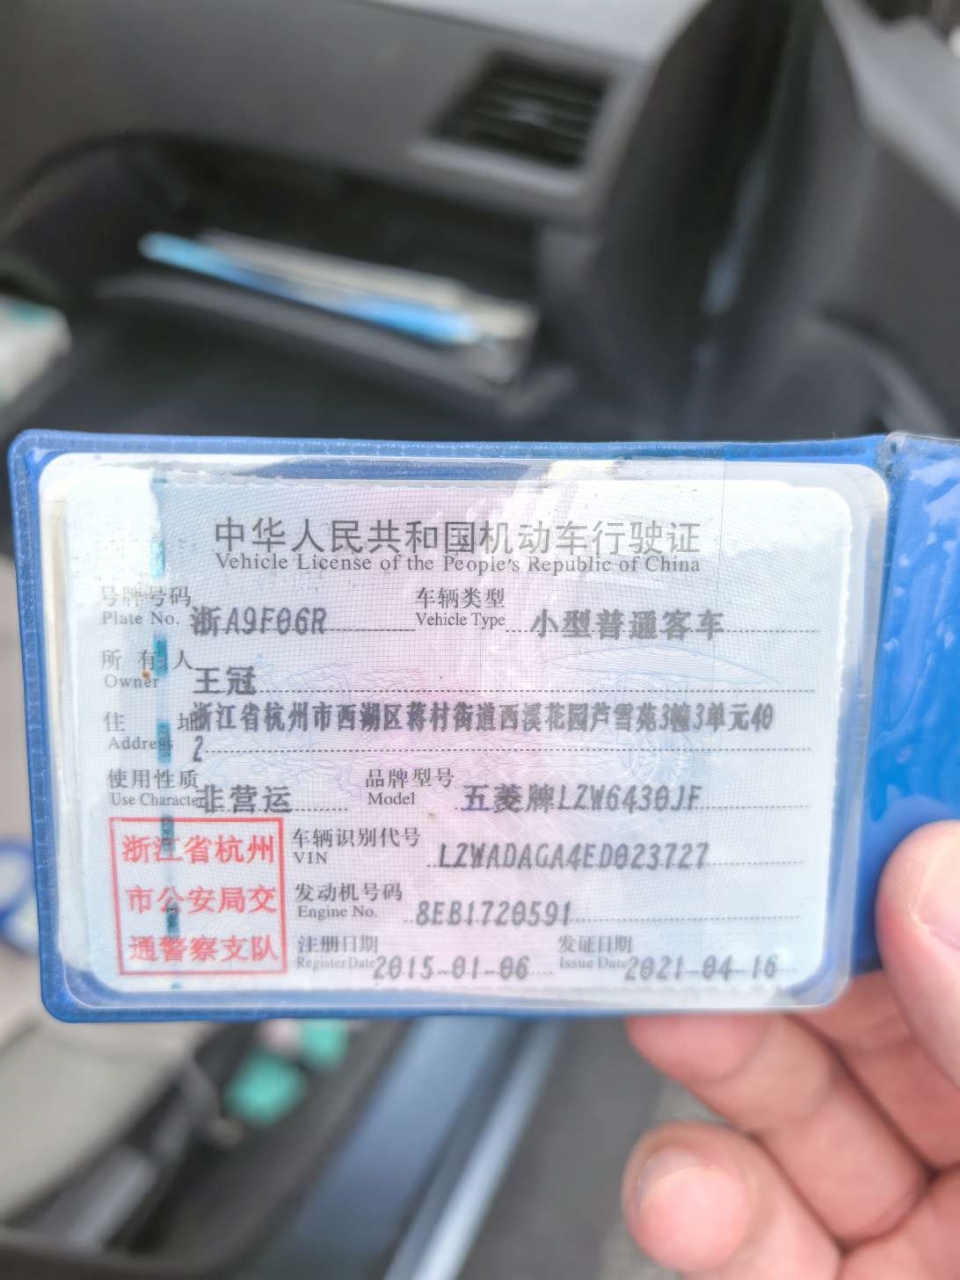 中华人民共和国机动车行驶证
Vehicle License of the People's Republic of China
号牌号码 浙A9F06R 车辆类型 小型普通客车
Plate No. Vehicle Type
所有人 王冠
Owner
住址 浙江省杭州市西湖区蒋村街道西溪花园芦雪苑3幢3单元40
Address 2
使用性质 非营运 品牌型号 五菱牌LZW6430JF
Use Character Model
浙江省杭州
市公安局交
通警察支队
车辆识别代号 LZWADAGA4ED023727
VIN
发动机号码 8EB1720591
Engine No.
注册日期 2015-01-06 发证日期 2021-04-16
Register Date Issue Date